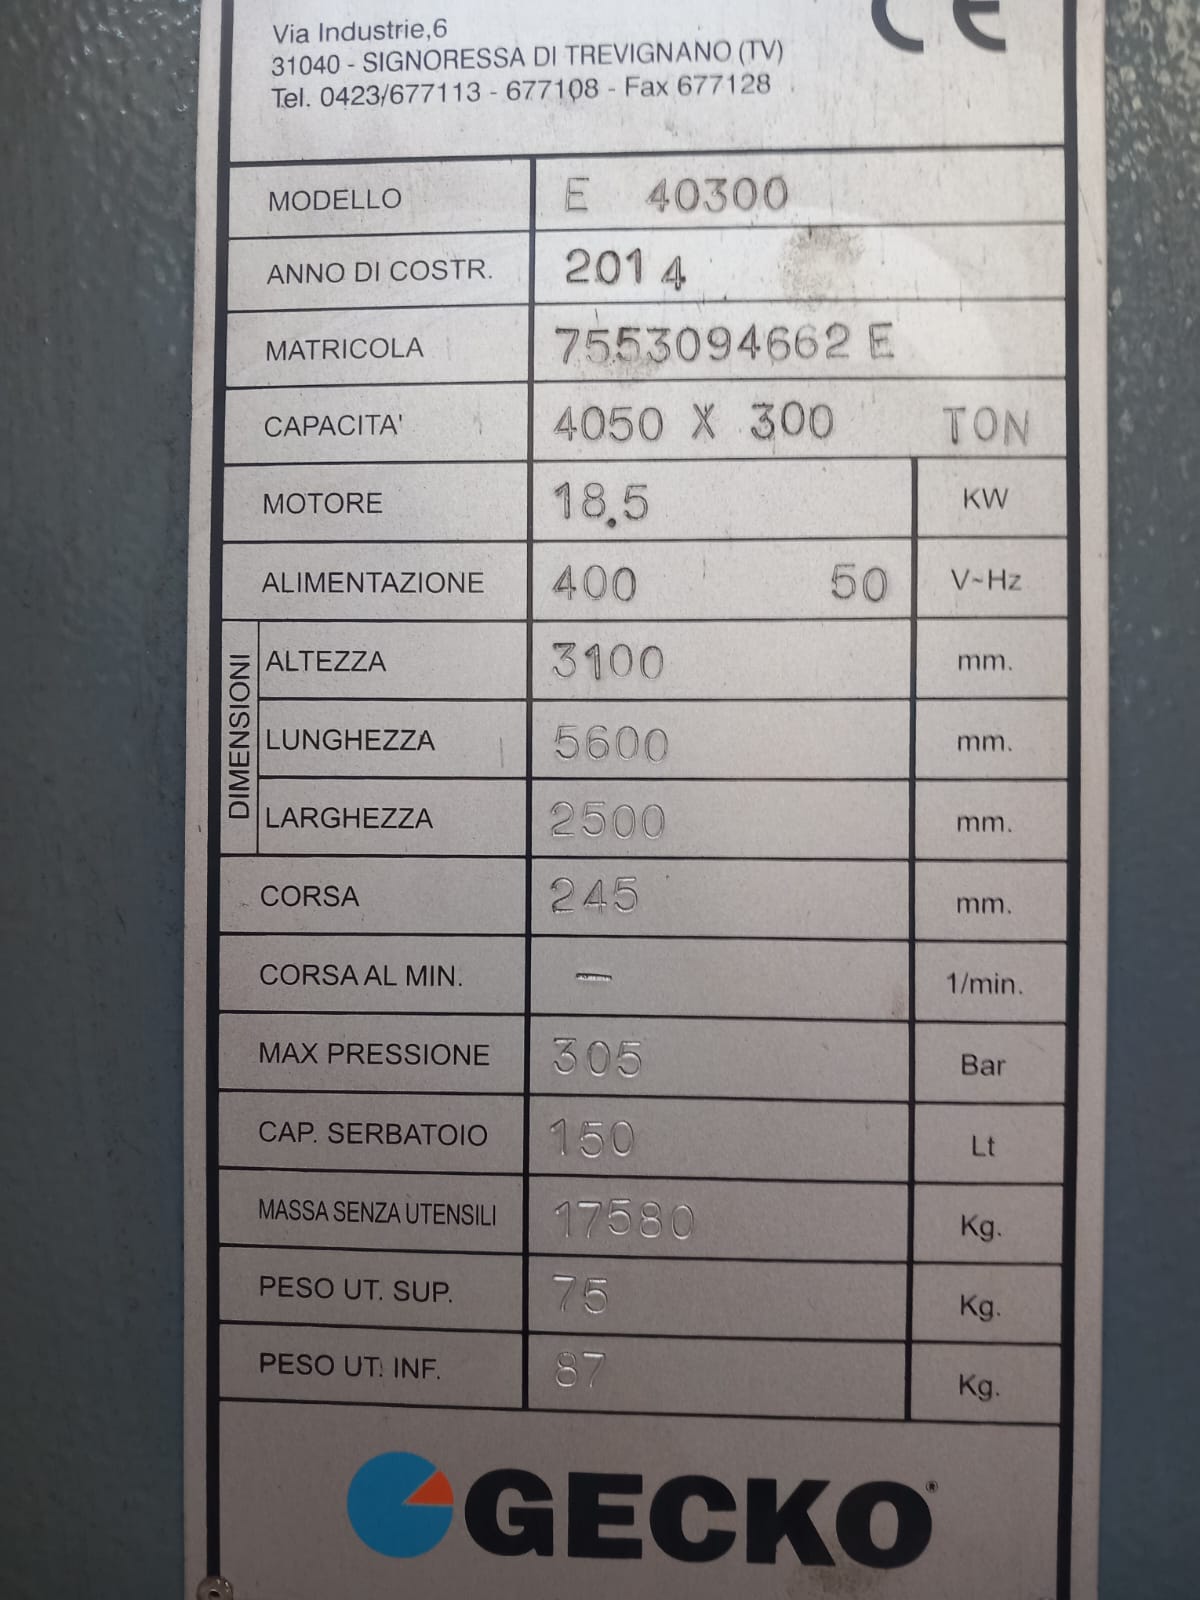 Via Industrie,6
31040 - SIGNORESSA DI TREVIGNANO (TV)
Tel. 0423/677113 - 677108 - Fax 677128
CE
MODELLO E 40300
ANNO DI COSTR. 2014
MATRICOLA 7553094662 E
CAPACITA' 4050 X 300 TON
MOTORE 18.5 KW
ALIMENTAZIONE 400 50 V~Hz
DIMENSIONI
ALTEZZA 3100 mm.
LUNGHEZZA 5600 mm.
LARGHEZZA 2500 mm.
CORSA 245 mm.
CORSA AL MIN. — 1/min.
MAX PRESSIONE 305 Bar
CAP. SERBATOIO 150 Lt
MASSA SENZA UTENSILI 17580 Kg.
PESO UT. SUP. 75 Kg.
PESO UT. INF. 87 Kg.
GECKO®